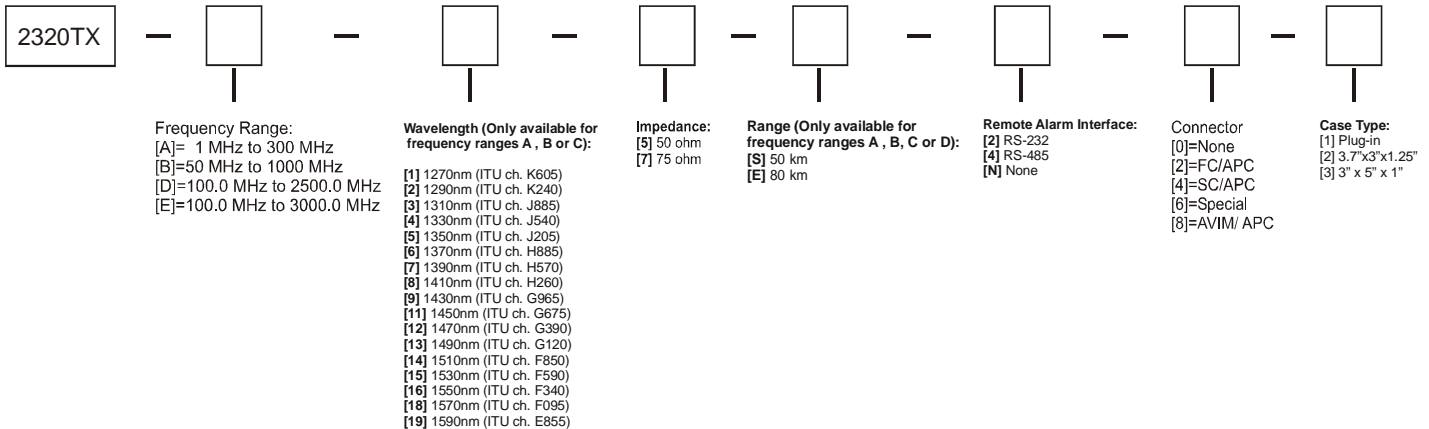 2320TX
Frequency Range:
[A]= 1 MHz to 300 MHz
[B]=50 MHz to 1000 MHz
[D]=100.0 MHz to 2500.0 MHz
[E]=100.0 MHz to 3000.0 MHz
Wavelength (Only available for
frequency ranges A , B or C):
[1] 1270nm (ITU ch. K605)
[2] 1290nm (ITU ch. K240)
[3] 1310nm (ITU ch. J885)
[4] 1330nm (ITU ch. J540)
[5] 1350nm (ITU ch. J205)
[6] 1370nm (ITU ch. H885)
[7] 1390nm (ITU ch. H570)
[8] 1410nm (ITU ch. H260)
[9] 1430nm (ITU ch. G965)
[11] 1450nm (ITU ch. G675)
[12] 1470nm (ITU ch. G390)
[13] 1490nm (ITU ch. G120)
[14] 1510nm (ITU ch. F850)
[15] 1530nm (ITU ch. F590)
[16] 1550nm (ITU ch. F340)
[18] 1570nm (ITU ch. F095)
[19] 1590nm (ITU ch. E855)
Impedance:
[5] 50 ohm
[7] 75 ohm
Range (Only available for
frequency ranges A , B, C or D):
[S] 50 km
[E] 80 km
Remote Alarm Interface:
[2] RS-232
[4] RS-485
[N] None
Connector
[0]=None
[2]=FC/APC
[4]=SC/APC
[6]=Special
[8]=AVIM/ APC
Case Type:
[1] Plug-in
[2] 3.7”x3”x1.25”
[3] 3” x 5” x 1”